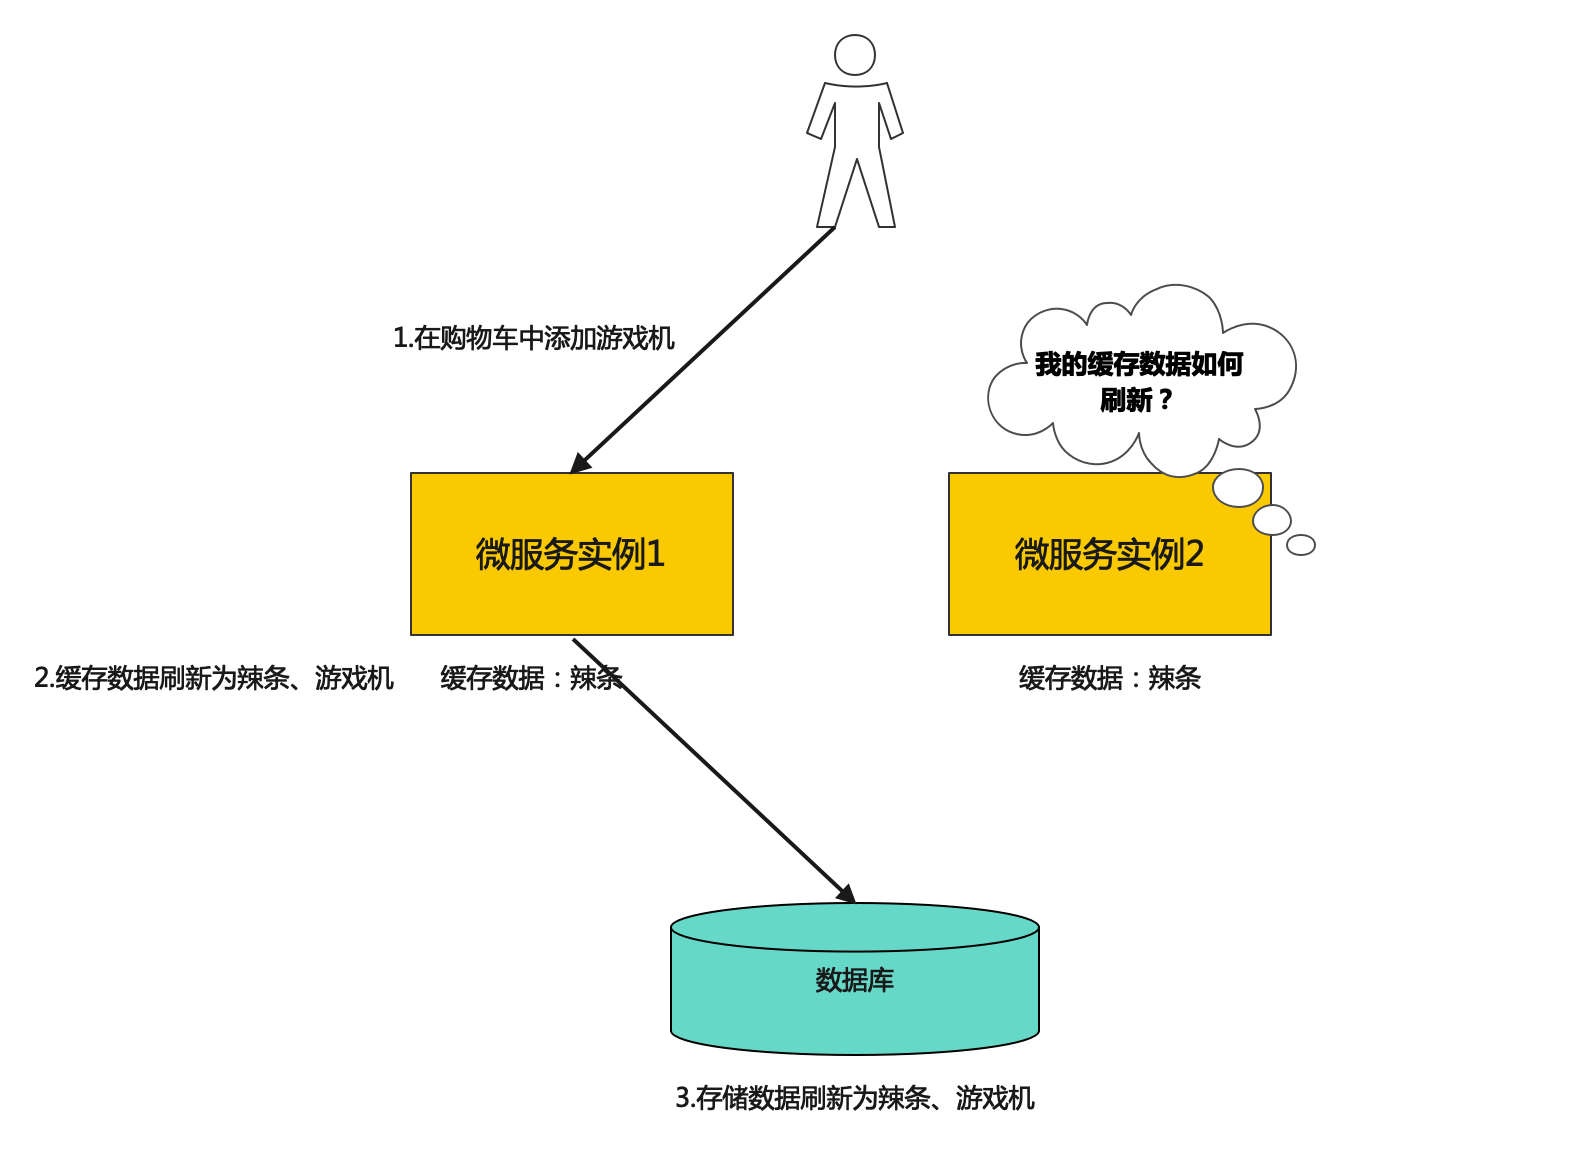 1.在购物车中添加游戏机
我的缓存数据如何
刷新？
微服务实例1
微服务实例2
2.缓存数据刷新为辣条、游戏机
缓存数据：辣条
缓存数据：辣条
数据库
3.存储数据刷新为辣条、游戏机